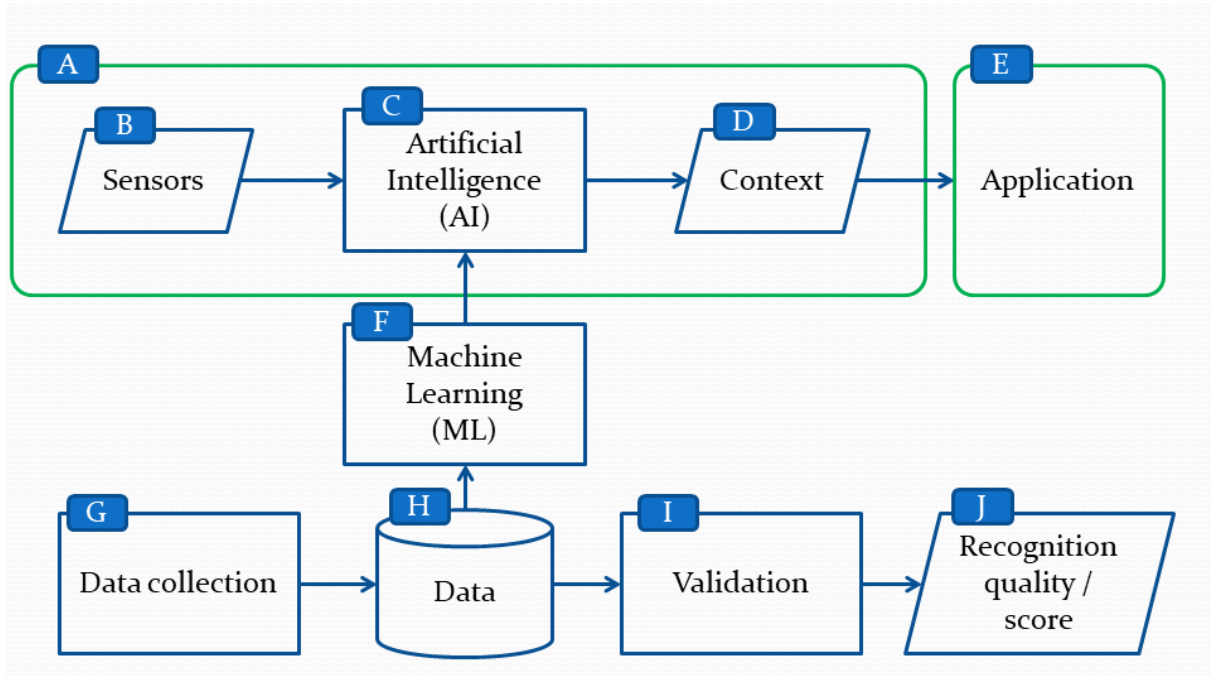 A
E
B
C
D
Sensors
Artificial
Intelligence
(AI)
Context
Application
F
Machine
Learning
(ML)
G
H
I
J
Data collection
Data
Validation
Recognition
quality /
score